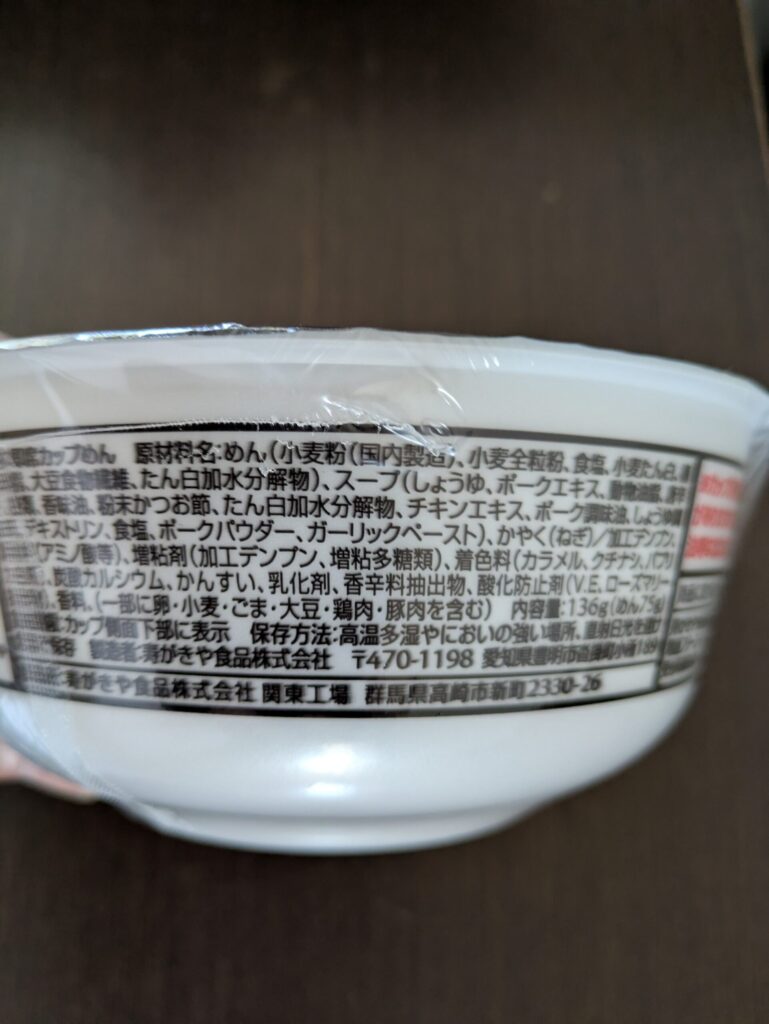 カップめん 原材料名:めん(小麦粉(国内製造)、小麦全粒粉、食塩、小麦たん白、
大豆食物繊維、たん白加水分解物)、スープ(しょうゆ、ポークエキス、動物油脂、
香味油、粉末かつお節、たん白加水分解物、チキンエキス、ポーク調味油、しょうゆ
デキストリン、食塩、ポークパウダー、ガーリックペースト)、かやく(ねぎ)/加工デンプン、
(アミノ酸等)、増粘剤(加工デンプン、増粘多糖類)、着色料(カラメル、クチナシ、パプリ
炭酸カルシウム、かんすい、乳化剤、香辛料抽出物、酸化防止剤(V.E、ローズマリー
香料、(一部に卵・小麦・ごま・大豆・鶏肉・豚肉を含む) 内容量:136g(めん75g)
カップ側面下部に表示 保存方法:高温多湿やにおいの強い場所、直射日光を避け
保存 製造者:寿がきや食品株式会社 〒470-1198 愛知県豊明市
寿がきや食品株式会社 関東工場 群馬県高崎市新町2330-26